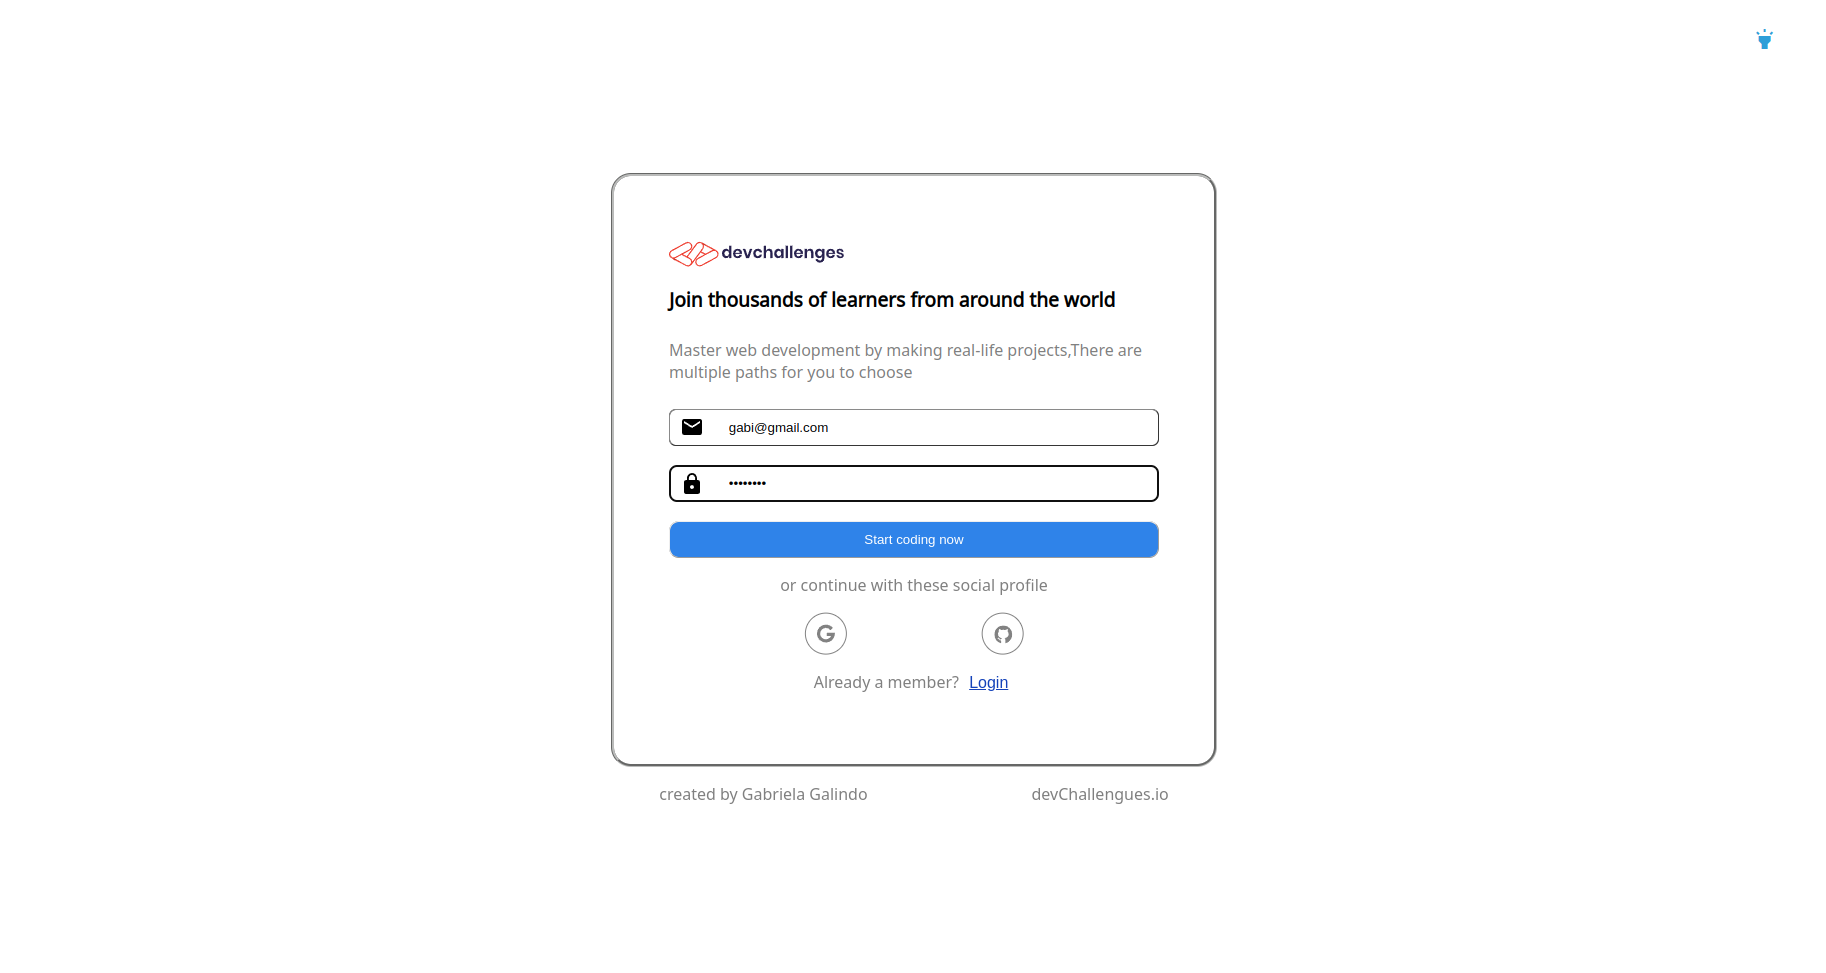 devchallenges
Join thousands of learners from around the world
Master web development by making real-life projects,There are
multiple paths for you to choose
gabi@gmail.com
••••••••
Start coding now
or continue with these social profile
Already a member? Login
created by Gabriela Galindo devChallengues.io